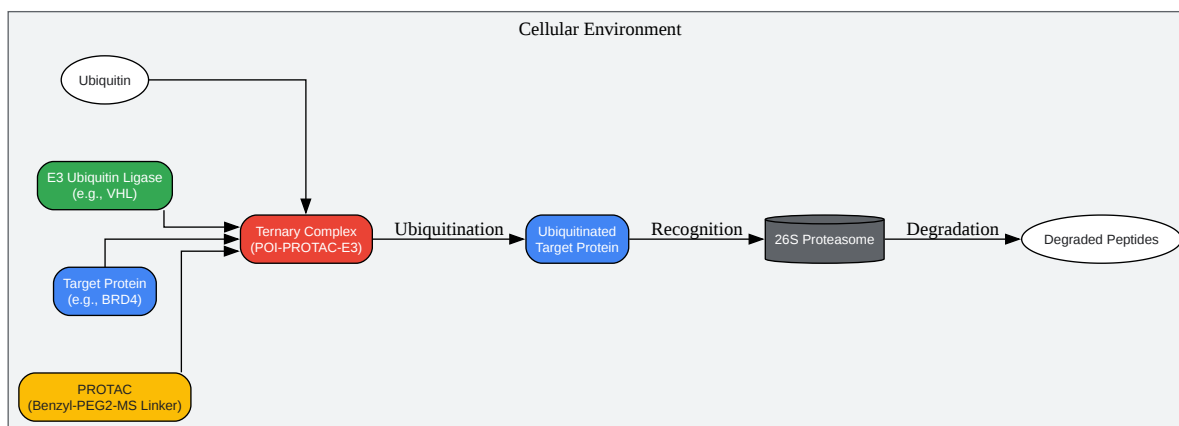 Cellular Environment
Ubiquitin
E3 Ubiquitin Ligase
(e.g., VHL)
Ternary Complex
(POI-PROTAC-E3)
Ubiquitination
Ubiquitinated
Target Protein
Recognition
26S Proteasome
Degradation
Degraded Peptides
Target Protein
(e.g., BRD4)
PROTAC
(Benzyl-PEG2-MS Linker)